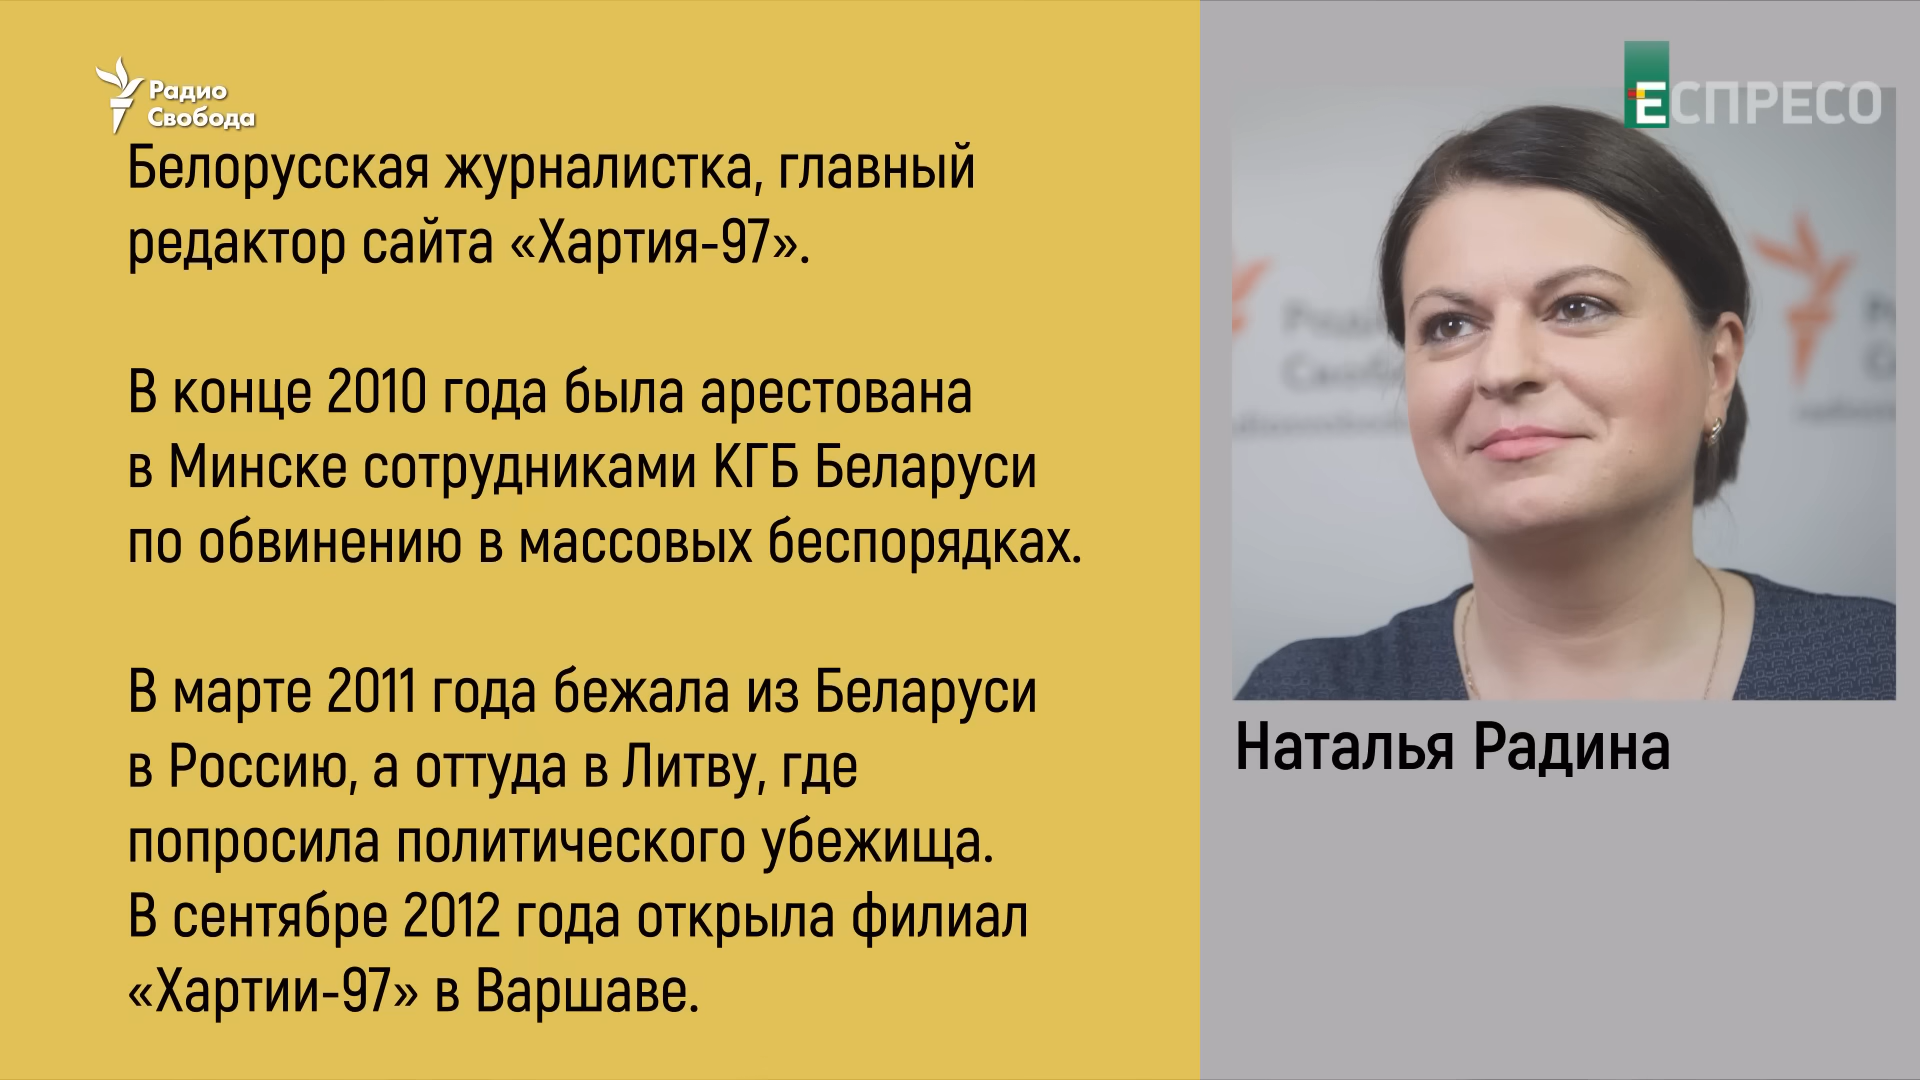 Радио
Свобода
ЕСПРЕСО
Белорусская журналистка, главный
редактор сайта «Хартия-97».
В конце 2010 года была арестована
в Минске сотрудниками КГБ Беларуси
по обвинению в массовых беспорядках.
В марте 2011 года бежала из Беларуси
в Россию, а оттуда в Литву, где
попросила политического убежища.
В сентябре 2012 года открыла филиал
«Хартии-97» в Варшаве.
Наталья Радина